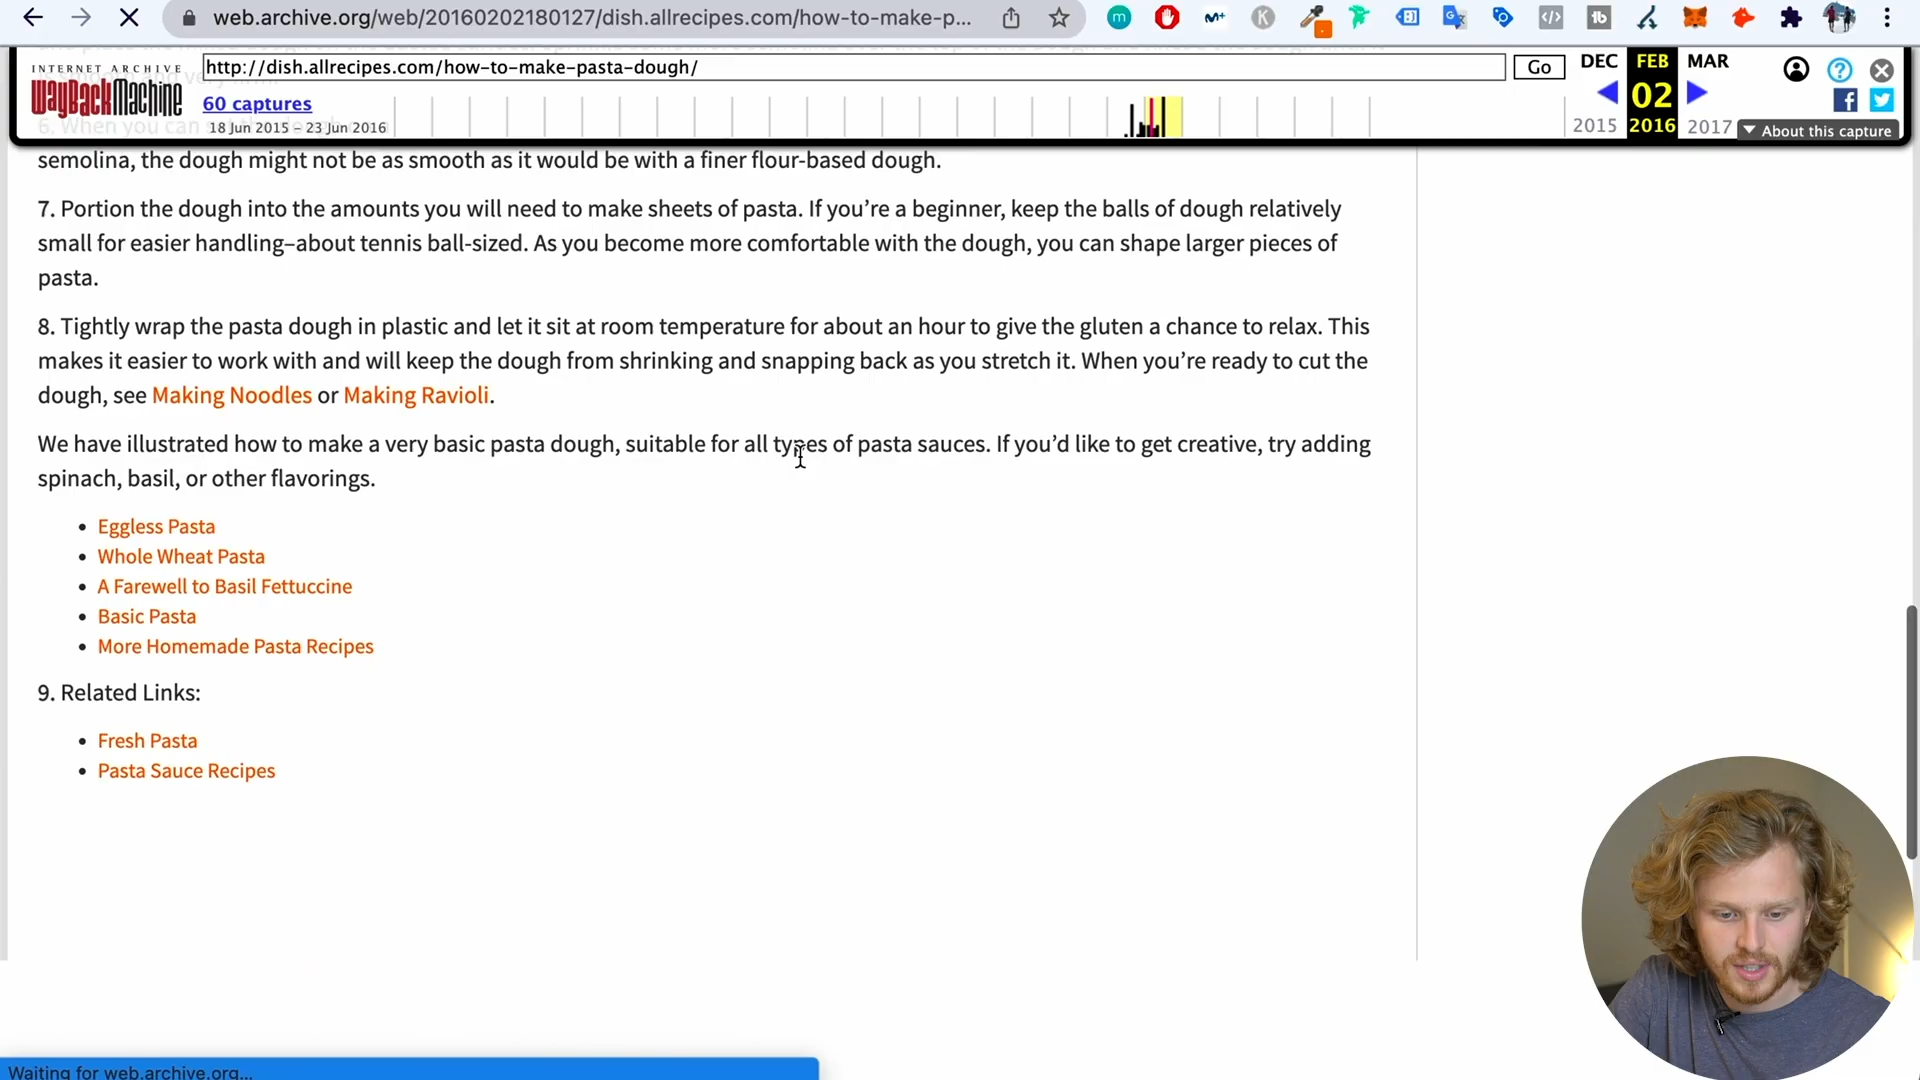 web.archive.org/web/20160202180127/dish.allrecipes.com/how-to-make-p...
INTERNET ARCHIVE
WayBackMachine
http://dish.allrecipes.com/how-to-make-pasta-dough/
Go
DEC
FEB
MAR
60 captures
02
18 Jun 2015 – 23 Jun 2016
2015
2016
2017
About this capture
6. When you can
semolina, the dough might not be as smooth as it would be with a finer flour-based dough.
7. Portion the dough into the amounts you will need to make sheets of pasta. If you’re a beginner, keep the balls of dough relatively
small for easier handling–about tennis ball-sized. As you become more comfortable with the dough, you can shape larger pieces of
pasta.
8. Tightly wrap the pasta dough in plastic and let it sit at room temperature for about an hour to give the gluten a chance to relax. This
makes it easier to work with and will keep the dough from shrinking and snapping back as you stretch it. When you’re ready to cut the
dough, see Making Noodles or Making Ravioli.
We have illustrated how to make a very basic pasta dough, suitable for all types of pasta sauces. If you’d like to get creative, try adding
spinach, basil, or other flavorings.
• Eggless Pasta
• Whole Wheat Pasta
• A Farewell to Basil Fettuccine
• Basic Pasta
• More Homemade Pasta Recipes
9. Related Links:
• Fresh Pasta
• Pasta Sauce Recipes
Waiting for web.archive.org...